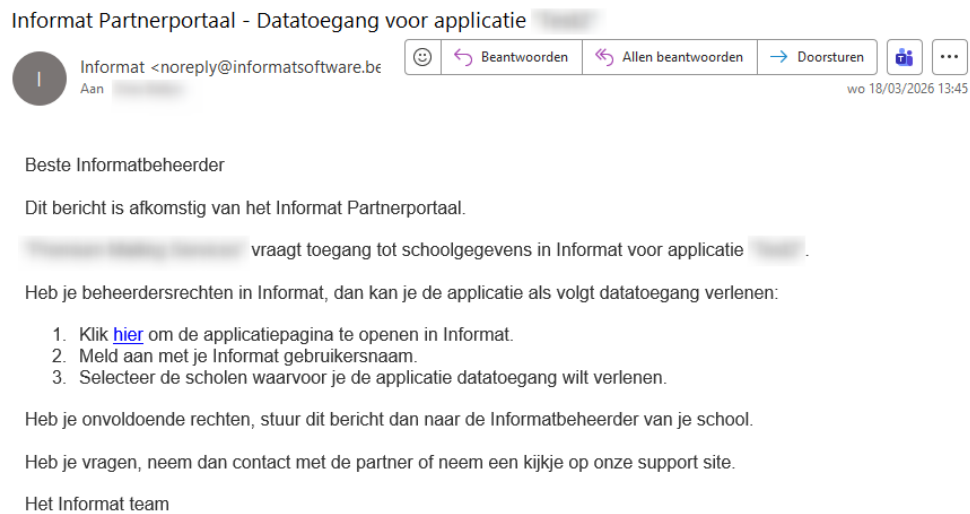 Informat Partnerportaal - Datatoegang voor applicatie
I
Informat <noreply@informatsoftware.be
Beantwoorden
Allen beantwoorden
Doorsturen
Aan
wo 18/03/2026 13:45
Beste Informatbeheerder
Dit bericht is afkomstig van het Informat Partnerportaal.
vraagt toegang tot schoolgegevens in Informat voor applicatie .
Heb je beheerdersrechten in Informat, dan kan je de applicatie als volgt datatoegang verlenen:
1. Klik hier om de applicatiepagina te openen in Informat.
2. Meld aan met je Informat gebruikersnaam.
3. Selecteer de scholen waarvoor je de applicatie datatoegang wilt verlenen.
Heb je onvoldoende rechten, stuur dit bericht dan naar de Informatbeheerder van je school.
Heb je vragen, neem dan contact met de partner of neem een kijkje op onze support site.
Het Informat team